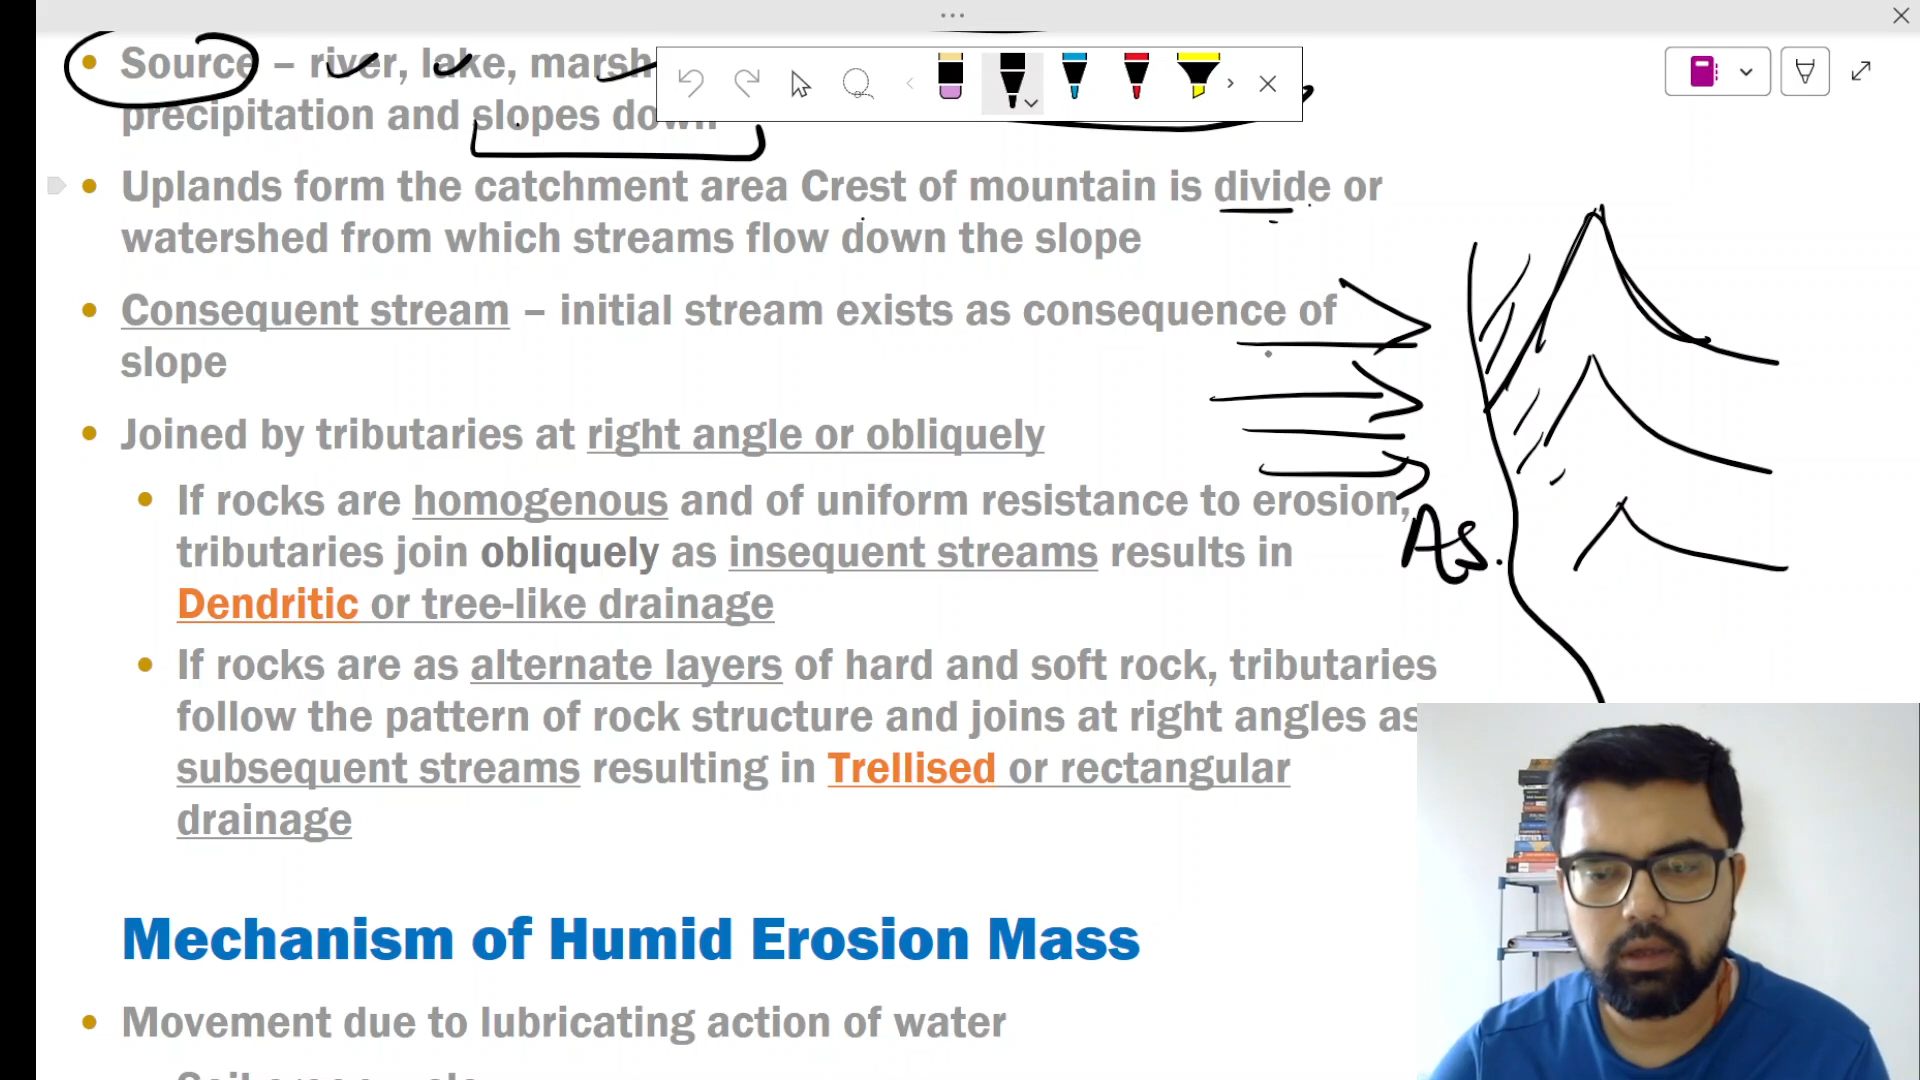 • Source – river, lake, marsh
precipitation and slopes down
• Uplands form the catchment area Crest of mountain is divide or
watershed from which streams flow down the slope
• Consequent stream – initial stream exists as consequence of
slope
• Joined by tributaries at right angle or obliquely
• If rocks are homogenous and of uniform resistance to erosion,
tributaries join obliquely as insequent streams results in
Dendritic or tree-like drainage
• If rocks are as alternate layers of hard and soft rock, tributaries
follow the pattern of rock structure and joins at right angles as
subsequent streams resulting in Trellised or rectangular
drainage
As.
Mechanism of Humid Erosion Mass
• Movement due to lubricating action of water